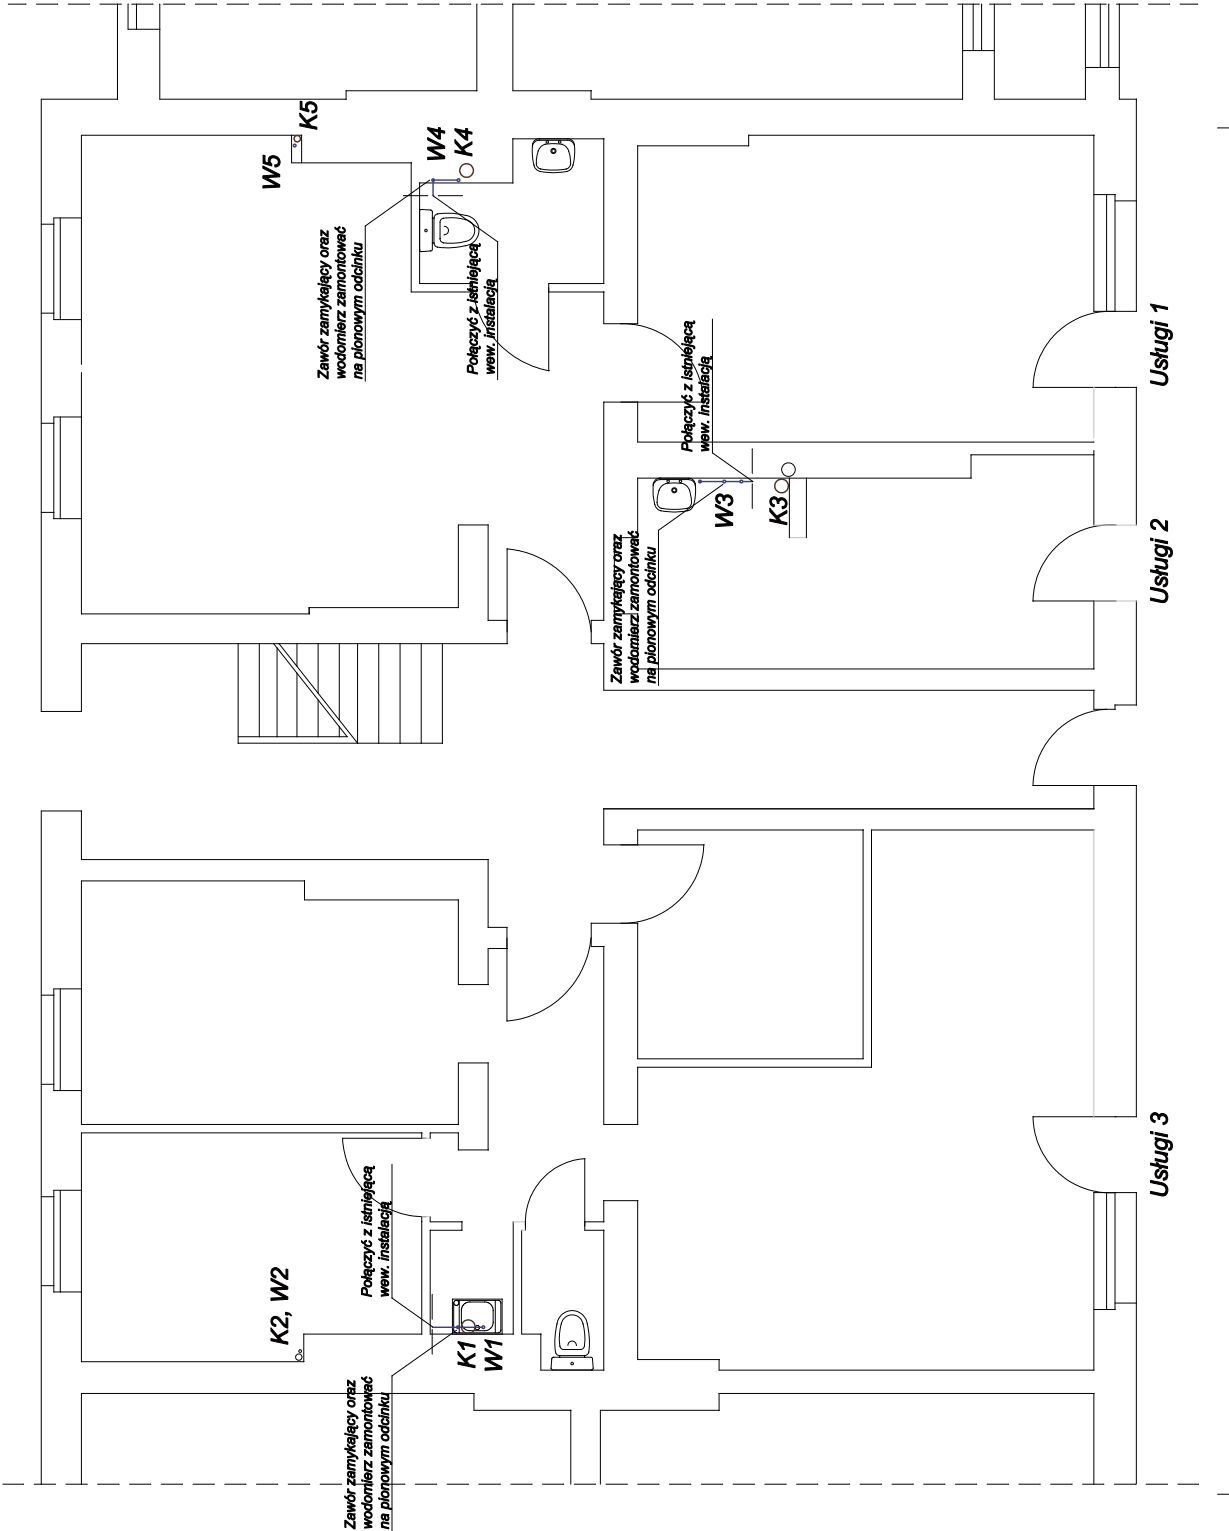 K5
W5
W4
K4
Zawór zamykający oraz
wodomierz zamontować
na pionowym odcinku
Połączyć z istniejącą
wew. instalacją
Usługi 1
Połączyć z istniejącą
wew. instalacją
W3
K3
Zawór zamykający oraz
wodomierz zamontować
na pionowym odcinku
Usługi 2
Usługi 3
Połączyć z istniejącą
wew. instalacją
K2, W2
K1
W1
Zawór zamykający oraz
wodomierz zamontować
na pionowym odcinku